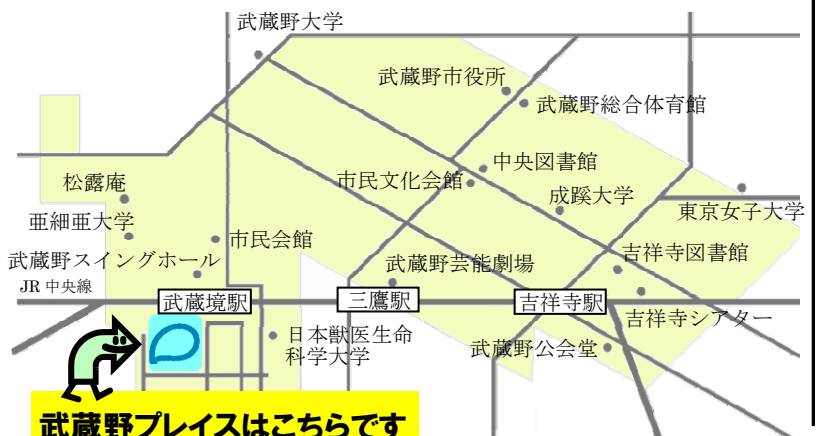 武蔵野大学
武蔵野市役所
武蔵野総合体育館
中央図書館
市民文化会館
松露庵
成蹊大学
東京女子大学
亜細亜大学
市民会館
吉祥寺図書館
武蔵野スイングホール
武蔵野芸能劇場
JR 中央線
武蔵境駅
三鷹駅
吉祥寺駅
吉祥寺シアター
日本獣医生命
科学大学
武蔵野公会堂
武蔵野プレイスはこちらです